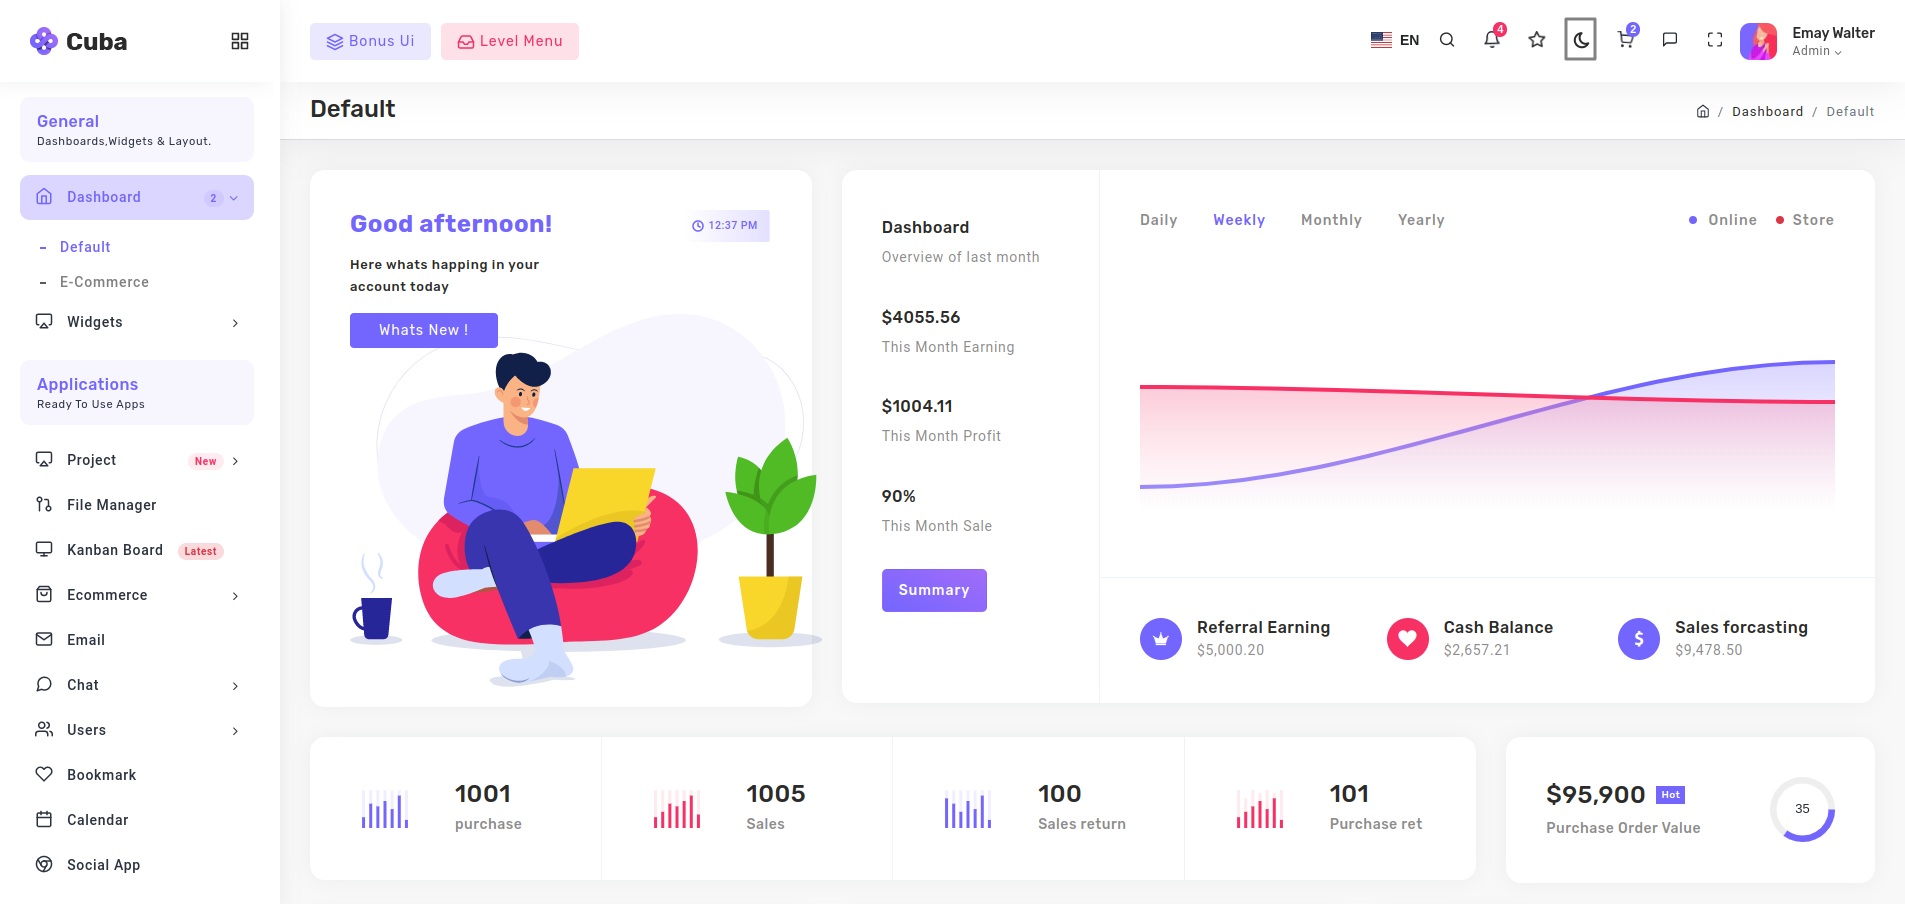 Cuba
Bonus Ui
Level Menu
EN
4
2
Emay Walter
Admin
General
Dashboards,Widgets & Layout.
Dashboard
2
Default
E-Commerce
Widgets
Applications
Ready To Use Apps
Project
New
File Manager
Kanban Board
Latest
Ecommerce
Email
Chat
Users
Bookmark
Calendar
Social App
Default
/ Dashboard / Default
Good afternoon!
12:37 PM
Here whats happing in your
account today
Whats New !
Dashboard
Overview of last month
$4055.56
This Month Earning
$1004.11
This Month Profit
90%
This Month Sale
Summary
Daily
Weekly
Monthly
Yearly
Online
Store
Referral Earning
$5,000.20
Cash Balance
$2,657.21
$
Sales forcasting
$9,478.50
1001
purchase
1005
Sales
100
Sales return
101
Purchase ret
$95,900
Hot
Purchase Order Value
35